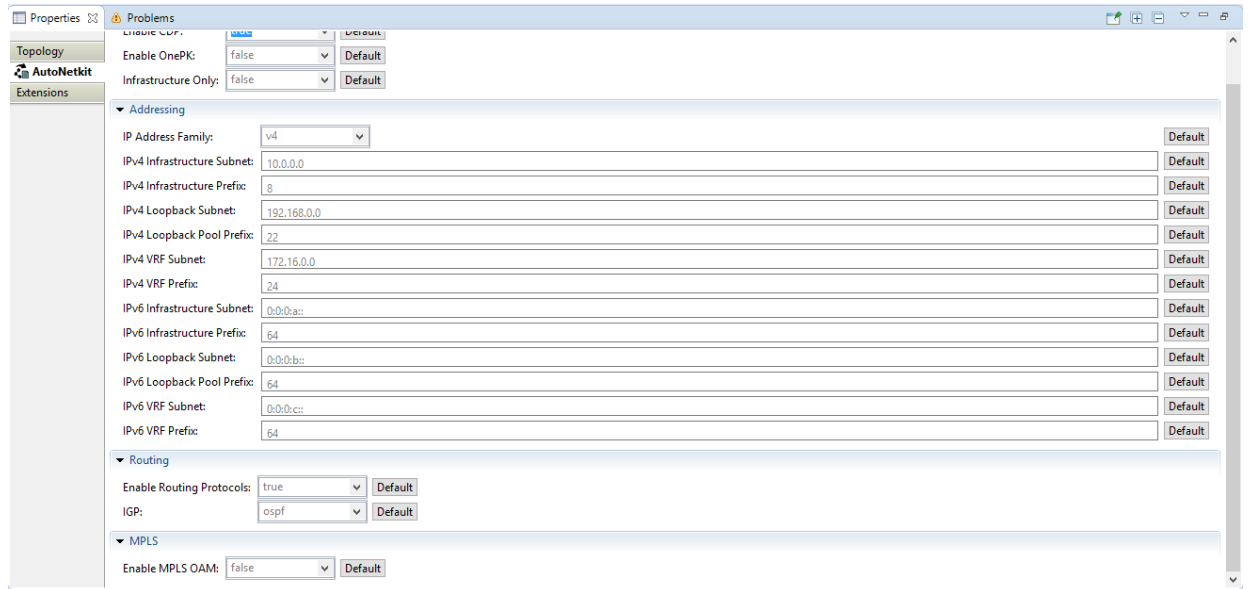 Properties Problems
Topology
AutoNetkit
Extensions
Enable CDP: true Default
Enable OnePK: false Default
Infrastructure Only: false Default
Addressing
IP Address Family: v4 Default
IPv4 Infrastructure Subnet: 10.0.0.0 Default
IPv4 Infrastructure Prefix: 8 Default
IPv4 Loopback Subnet: 192.168.0.0 Default
IPv4 Loopback Pool Prefix: 22 Default
IPv4 VRF Subnet: 172.16.0.0 Default
IPv4 VRF Prefix: 24 Default
IPv6 Infrastructure Subnet: 0:0:0:a:: Default
IPv6 Infrastructure Prefix: 64 Default
IPv6 Loopback Subnet: 0:0:0:b:: Default
IPv6 Loopback Pool Prefix: 64 Default
IPv6 VRF Subnet: 0:0:0:c:: Default
IPv6 VRF Prefix: 64 Default
Routing
Enable Routing Protocols: true Default
IGP: ospf Default
MPLS
Enable MPLS OAM: false Default